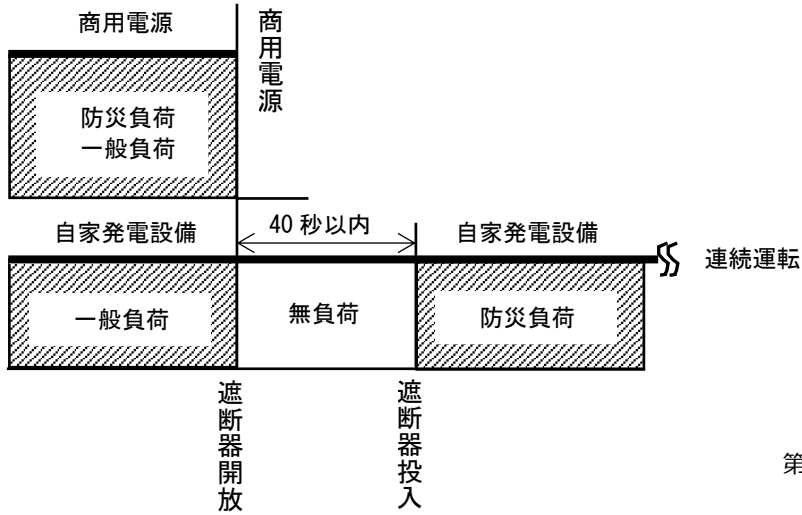 商用電源
商用電源
防災負荷
一般負荷
自家発電設備
40 秒以内
自家発電設備
連続運転
一般負荷
無負荷
防災負荷
遮断器開放
遮断器投入
第